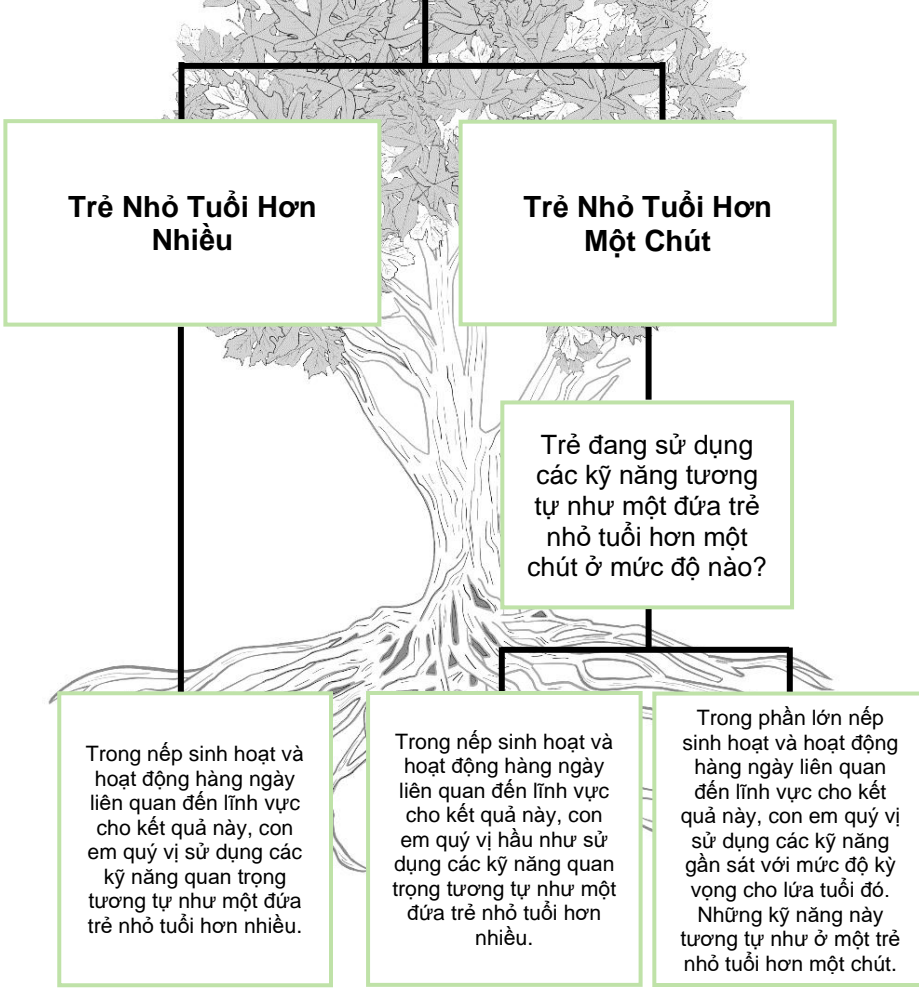 Trẻ Nhỏ Tuổi Hơn
Nhiều
Trẻ Nhỏ Tuổi Hơn
Một Chút
Trẻ đang sử dụng
các kỹ năng tương
tự như một đứa trẻ
nhỏ tuổi hơn một
chút ở mức độ nào?
Trong nếp sinh hoạt và
hoạt động hàng ngày
liên quan đến lĩnh vực
cho kết quả này, con
em quý vị sử dụng các
kỹ năng quan trọng
tương tự như một đứa
trẻ nhỏ tuổi hơn nhiều.
Trong nếp sinh hoạt và
hoạt động hàng ngày
liên quan đến lĩnh vực
cho kết quả này, con
em quý vị hầu như sử
dụng các kỹ năng quan
trọng tương tự như một
đứa trẻ nhỏ tuổi hơn
nhiều.
Trong phần lớn nếp
sinh hoạt và hoạt động
hàng ngày liên quan
đến lĩnh vực cho kết
quả này, con em quý vị
sử dụng các kỹ năng
gần sát với mức độ kỳ
vọng cho lứa tuổi đó.
Những kỹ năng này
tương tự như ở một trẻ
nhỏ tuổi hơn một chút.